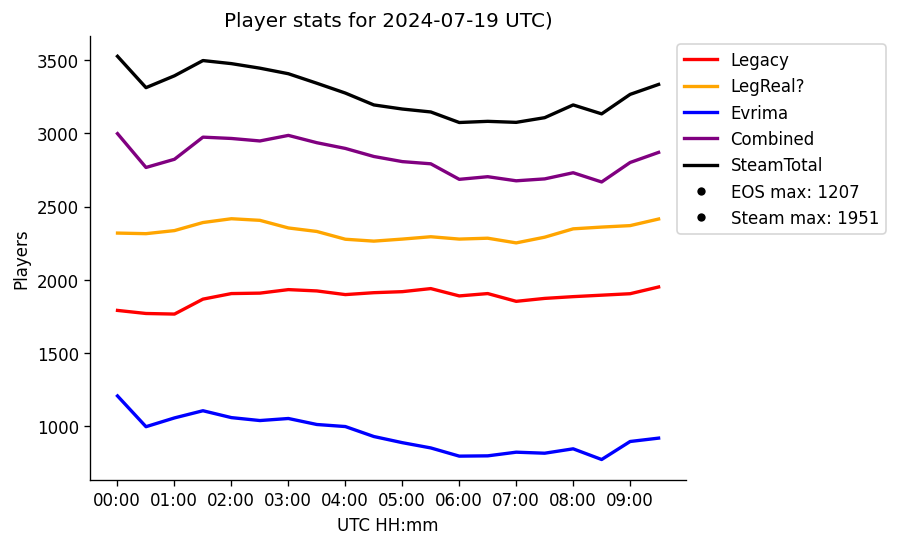 Player stats for 2024-07-19 UTC)
Legacy
LegReal?
Evrima
Combined
SteamTotal
EOS max: 1207
Steam max: 1951
Players
3500
3000
2500
2000
1500
1000
00:00 01:00 02:00 03:00 04:00 05:00 06:00 07:00 08:00 09:00
UTC HH:mm